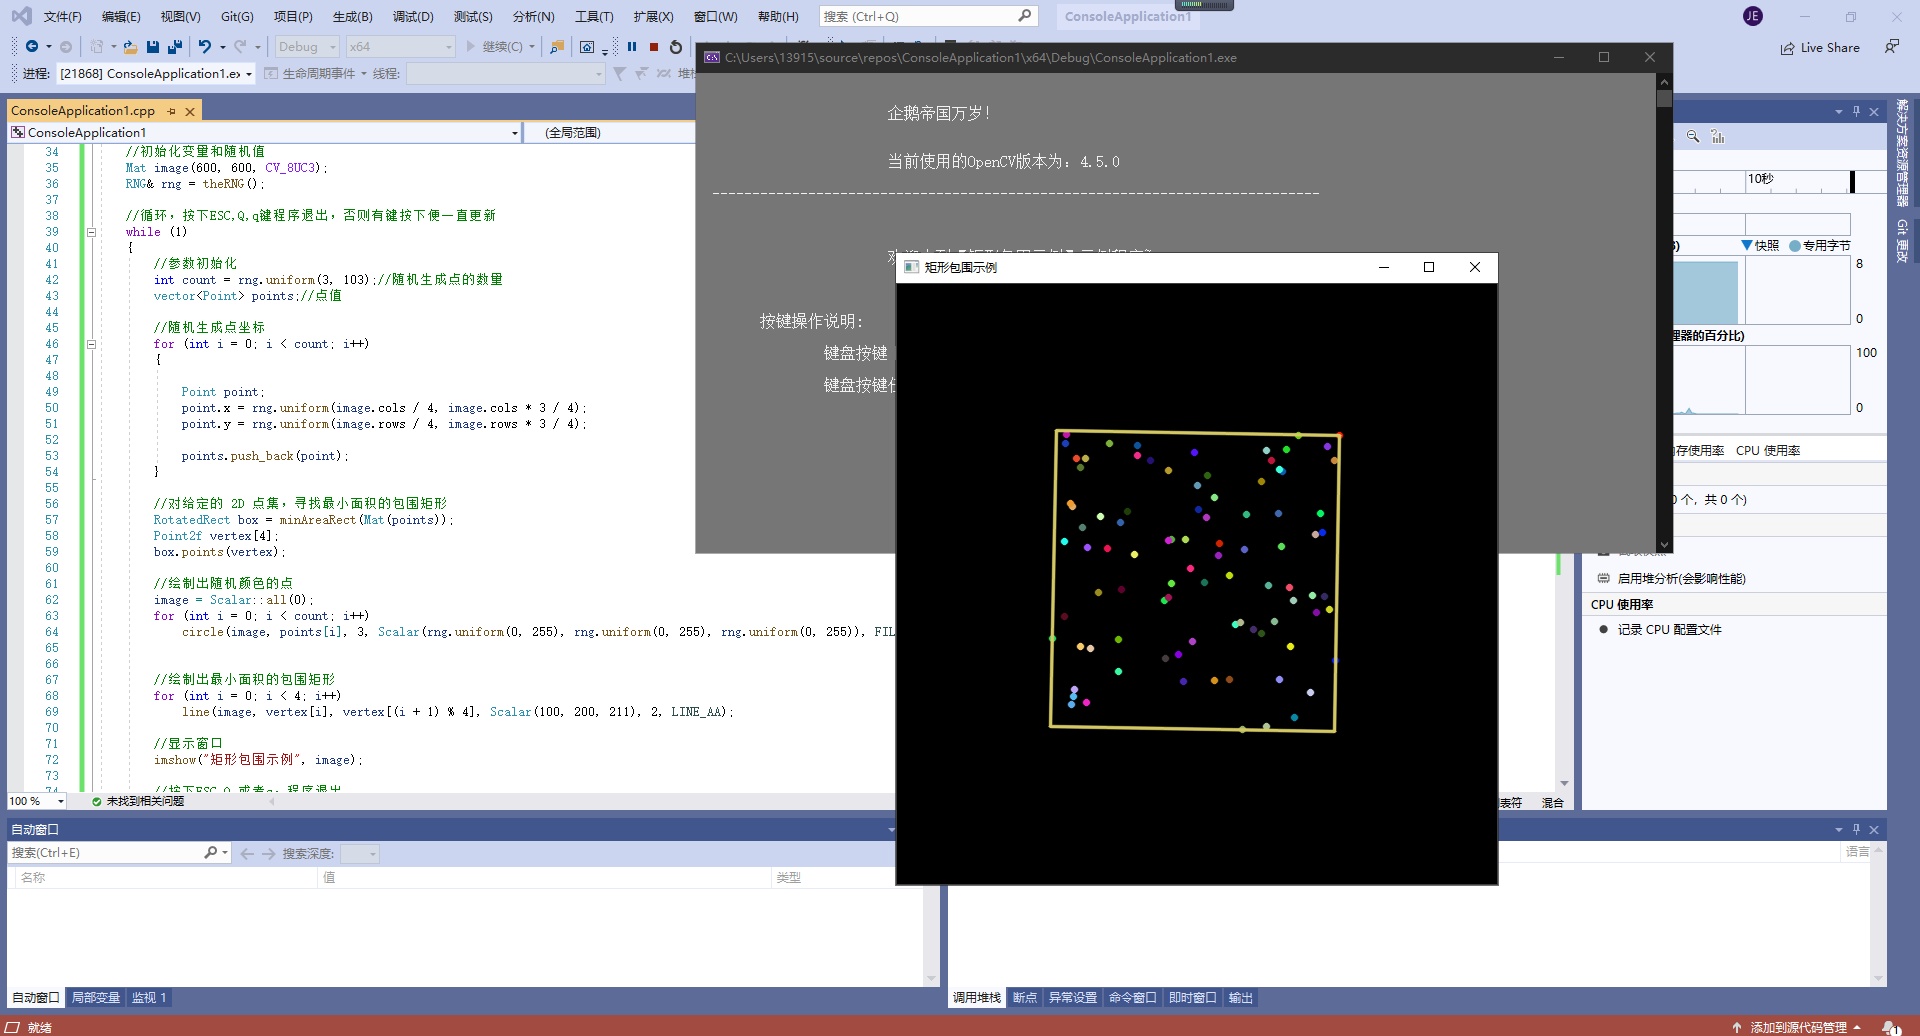 文件(F) 编辑(E) 视图(V) Git(G) 项目(P) 生成(B) 调试(D) 测试(S) 分析(N) 工具(T) 扩展(X) 窗口(W) 帮助(H) 搜索 (Ctrl+Q) ConsoleApplication1 JE
Debug x64 继续(C) Live Share
进程: [21868] ConsoleApplication1.ex 生命周期事件 线程:
ConsoleApplication1.cpp
ConsoleApplication1 (全局范围)
34 //初始化变量和随机值
35 Mat image(600, 600, CV_8UC3);
36 RNG& rng = theRNG();
37
38 //循环，按下ESC,Q,q键程序退出，否则有键按下便一直更新
39 while (1)
40 {
41 //参数初始化
42 int count = rng.uniform(3, 103);//随机生成点的数量
43 vector<Point> points;//点值
44
45 //随机生成点坐标
46 for (int i = 0; i < count; i++)
47 {
48
49 Point point;
50 point.x = rng.uniform(image.cols / 4, image.cols * 3 / 4);
51 point.y = rng.uniform(image.rows / 4, image.rows * 3 / 4);
52
53 points.push_back(point);
54 }
55
56 //对给定的 2D 点集，寻找最小面积的包围矩形
57 RotatedRect box = minAreaRect(Mat(points));
58 Point2f vertex[4];
59 box.points(vertex);
60
61 //绘制出随机颜色的点
62 image = Scalar::all(0);
63 for (int i = 0; i < count; i++)
64 circle(image, points[i], 3, Scalar(rng.uniform(0, 255), rng.uniform(0, 255), rng.uniform(0, 255)), FIL
65
66
67 //绘制出最小面积的包围矩形
68 for (int i = 0; i < 4; i++)
69 line(image, vertex[i], vertex[(i + 1) % 4], Scalar(100, 200, 211), 2, LINE_AA);
70
71 //显示窗口
72 imshow("矩形包围示例", image);
73
100 % 未找到相关问题
表符 混合
C:\Users\13915\source\repos\ConsoleApplication1\x64\Debug\ConsoleApplication1.exe
企鹅帝国万岁!
当前使用的OpenCV版本为: 4.5.0
--------------------------------------------------------------------
按键操作说明:
键盘按键
键盘按键任
矩形包围示例
10秒
快照 专用字节
8
0
理器的百分比)
100
0
内存使用率 CPU 使用率
0 个，共 0 个)
启用堆分析(会影响性能)
CPU 使用率
记录 CPU 配置文件
解决方案资源管理器
Git 更改
自动窗口
搜索(Ctrl+E) 搜索深度:
名称 值 类型
语言
自动窗口 局部变量 监视 1
调用堆栈 断点 异常设置 命令窗口 即时窗口 输出
就绪
添加到源代码管理 1